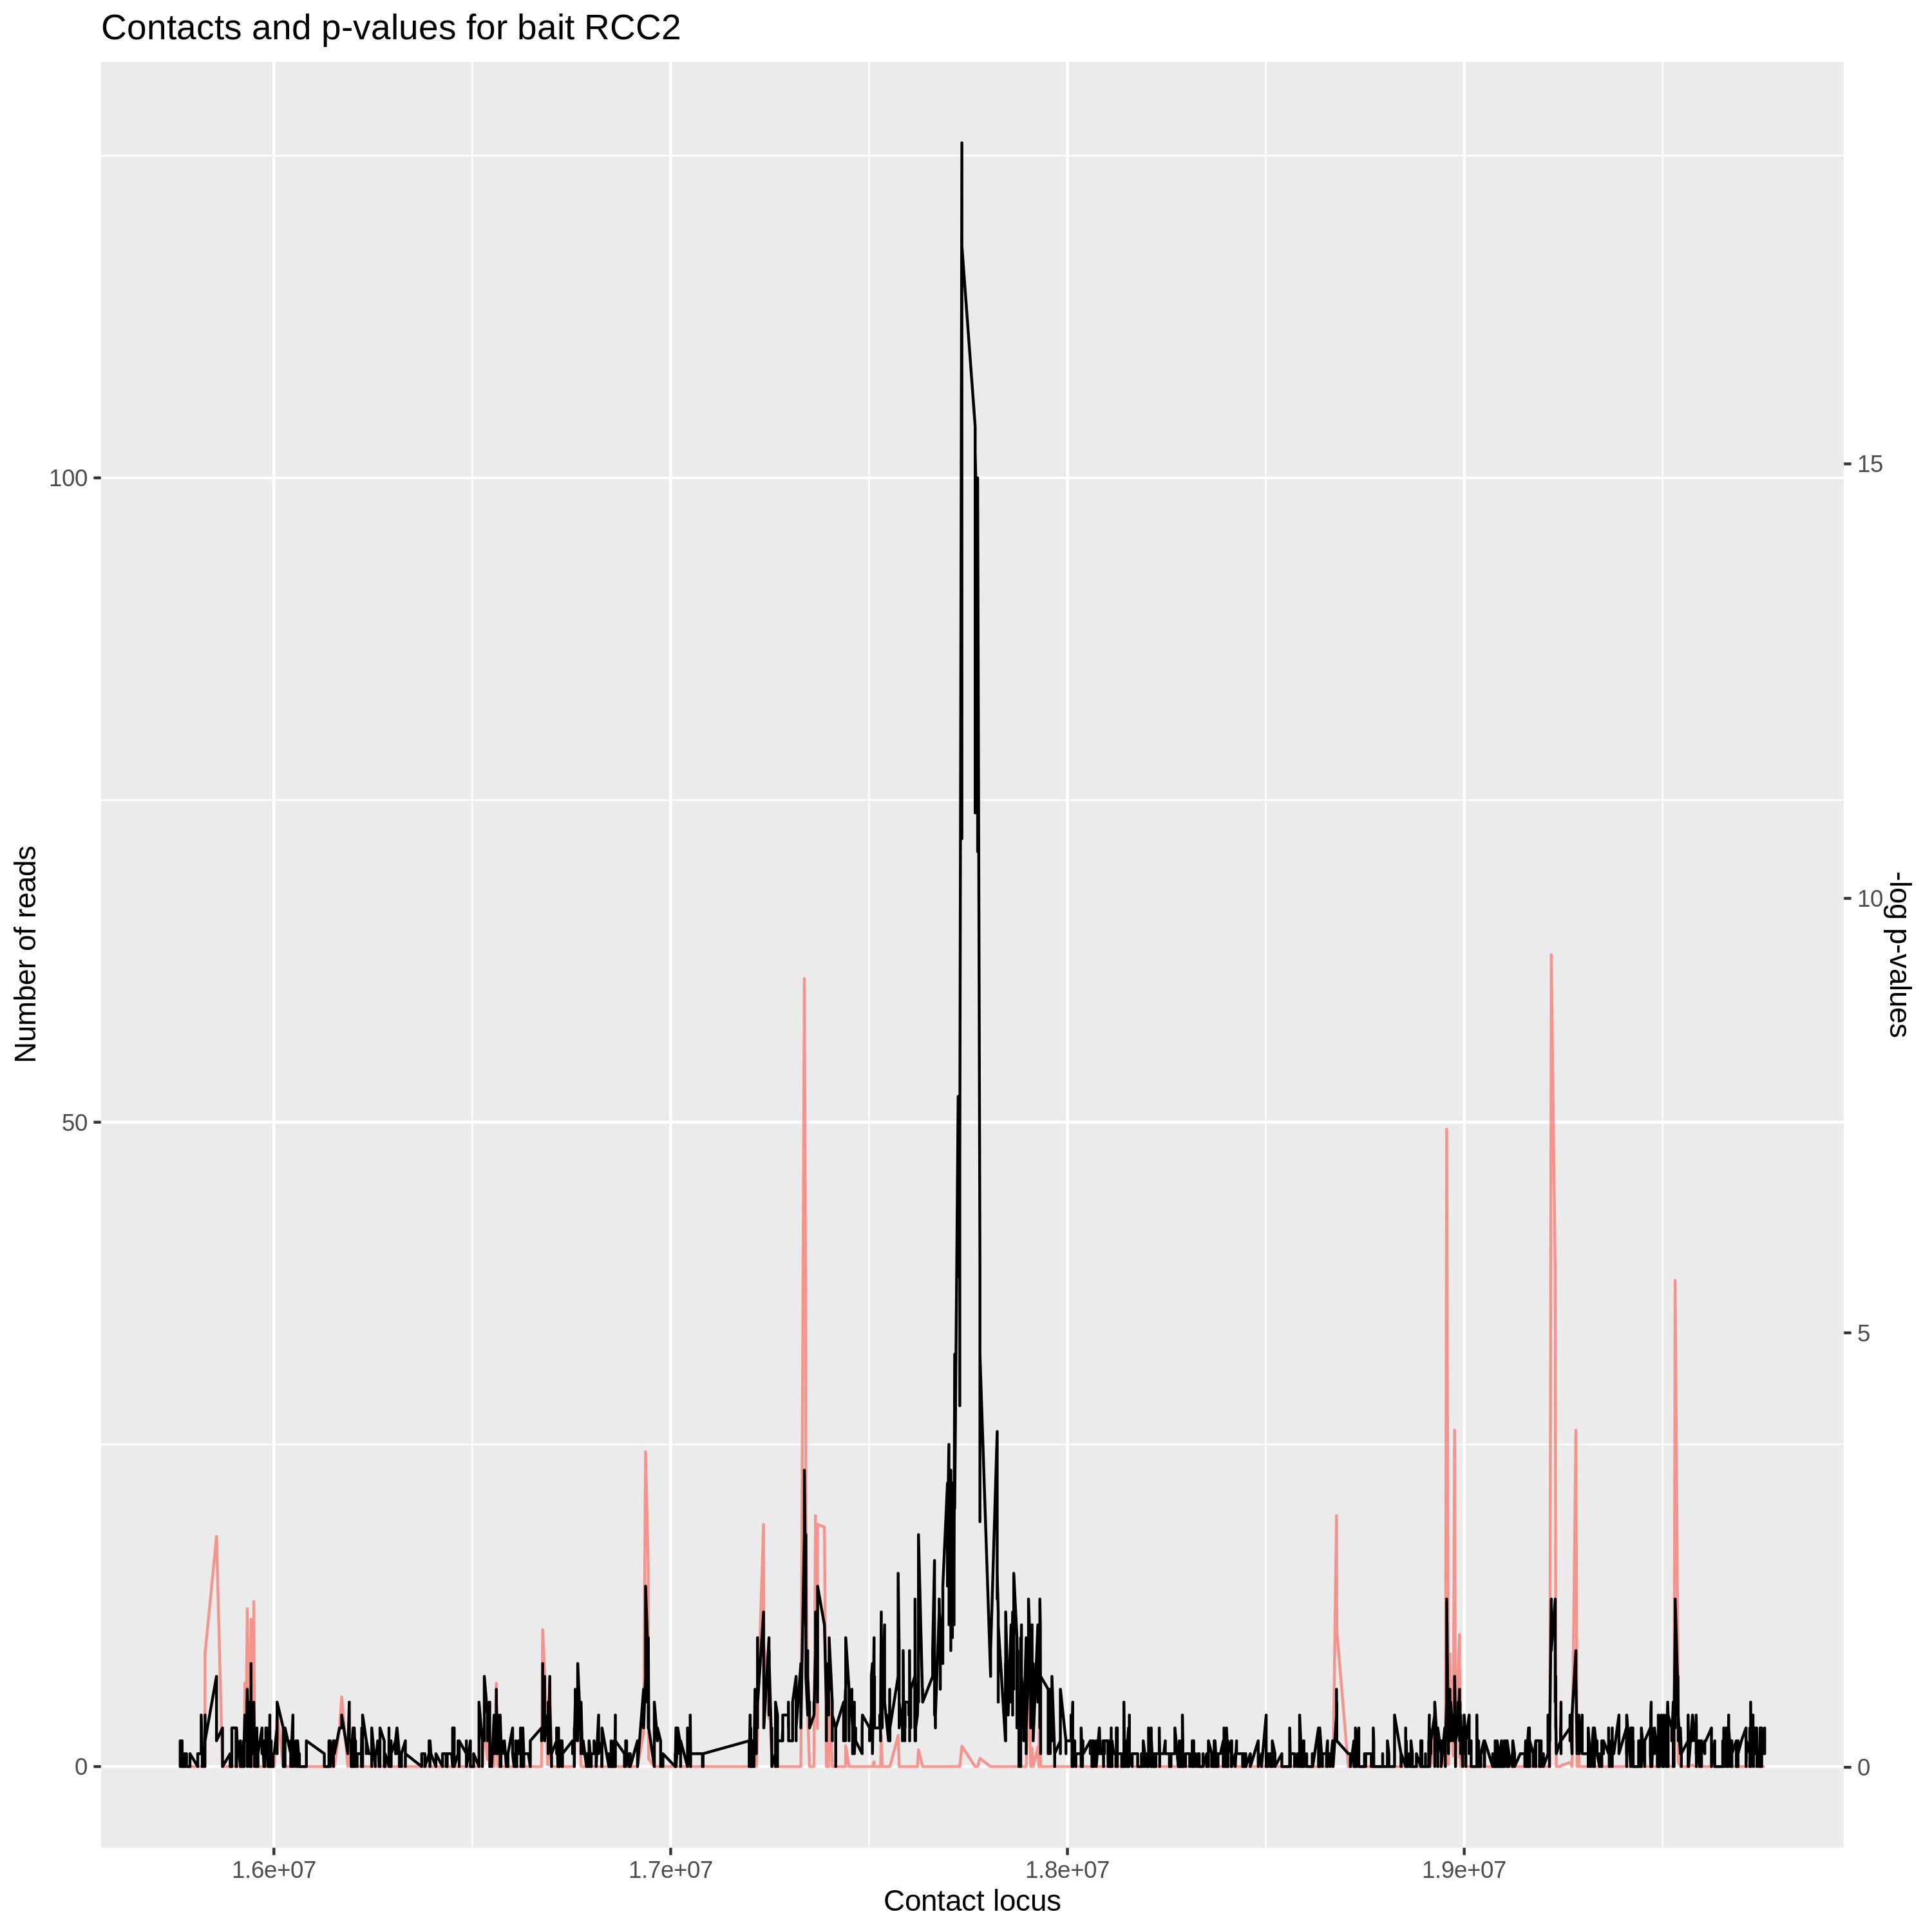 Contacts and p-values for bait RCC2
Number of reads
100
50
0
15
10
5
0
-log p-values
1.6e+07
1.7e+07
1.8e+07
1.9e+07
Contact locus